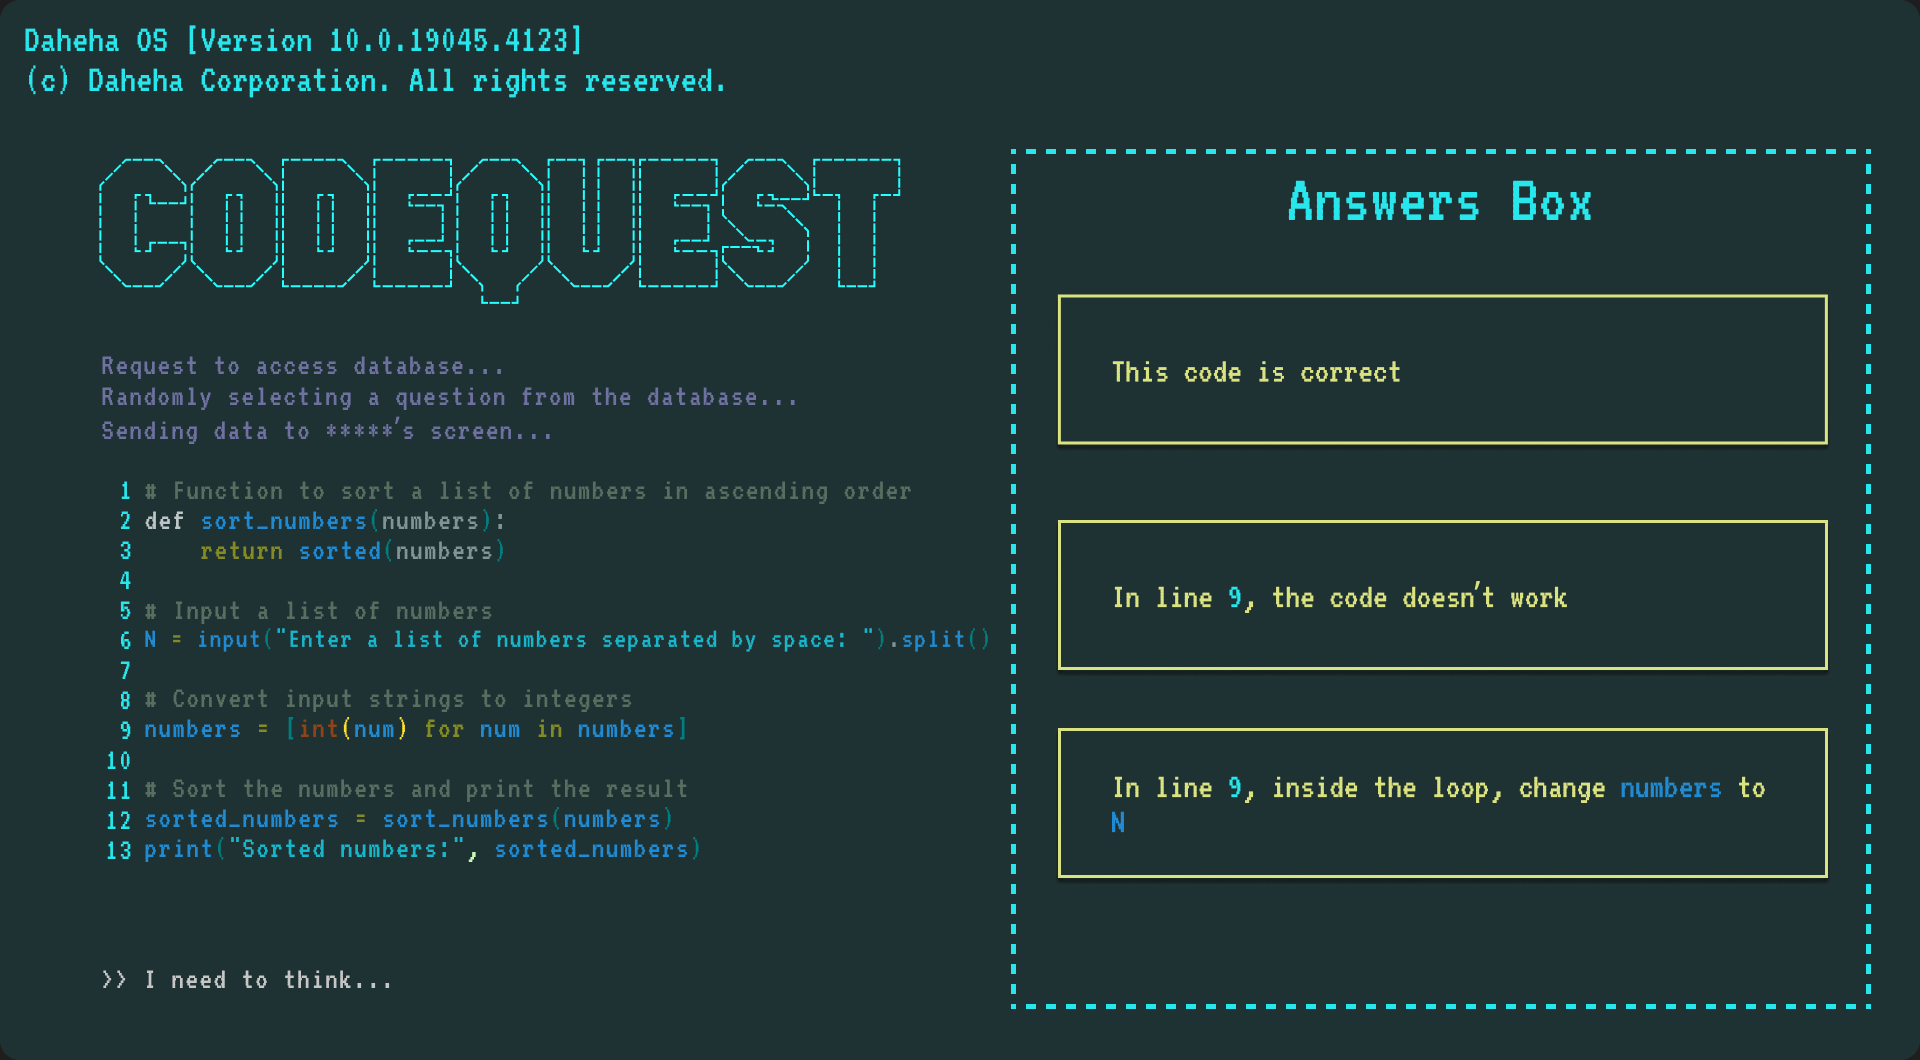 Daheha OS [Version 10.0.19045.4123]
(c) Daheha Corporation. All rights reserved.
CODEQUEST
Request to access database...
Randomly selecting a question from the database...
Sending data to *****'s screen...
1 # Function to sort a list of numbers in ascending order
2 def sort_numbers(numbers):
3     return sorted(numbers)
4
5 # Input a list of numbers
6 N = input("Enter a list of numbers separated by space: ").split()
7
8 # Convert input strings to integers
9 numbers = [int(num) for num in numbers]
10
11 # Sort the numbers and print the result
12 sorted_numbers = sort_numbers(numbers)
13 print("Sorted numbers:", sorted_numbers)
>> I need to think...
Answers Box
This code is correct
In line 9, the code doesn't work
In line 9, inside the loop, change numbers to
N